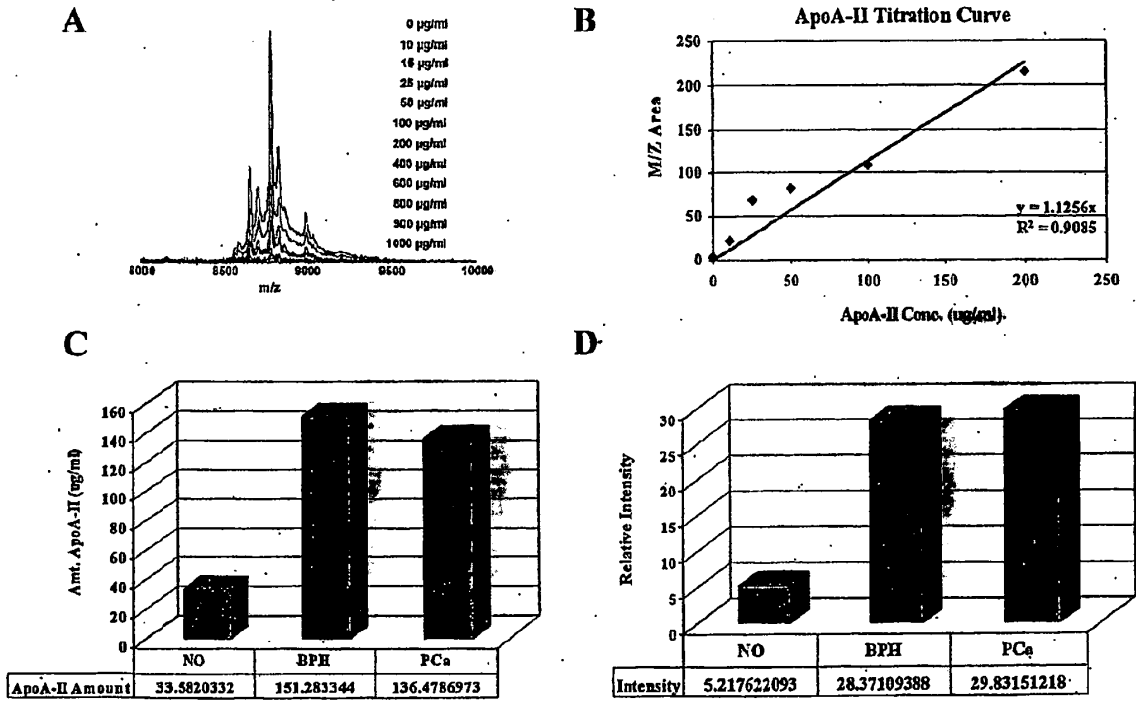 A
0 µg/ml
10 µg/ml
15 µg/ml
25 µg/ml
50 µg/ml
100 µg/ml
200 µg/ml
400 µg/ml
600 µg/ml
800 µg/ml
900 µg/ml
1000 µg/ml
8000 8500 9000 9500 10000
m/z
B
ApoA-II Titration Curve
250
200
150
100
50
0
M/Z Area
y = 1.1256x
R² = 0.9085
0 50 100 150 200 250
ApoA-II Conc. (ug/ml).
C
160
140
120
100
80
60
40
20
0
Amt. ApoA-II (ug/ml)
NO BPH PCa
ApoA-II Amount 33.5820332 151.283344 136.4786973
D
30
25
20
15
10
5
0
Relative Intensity
NO BPH PCa
Intensity 5.217622093 28.37109388 29.83151218